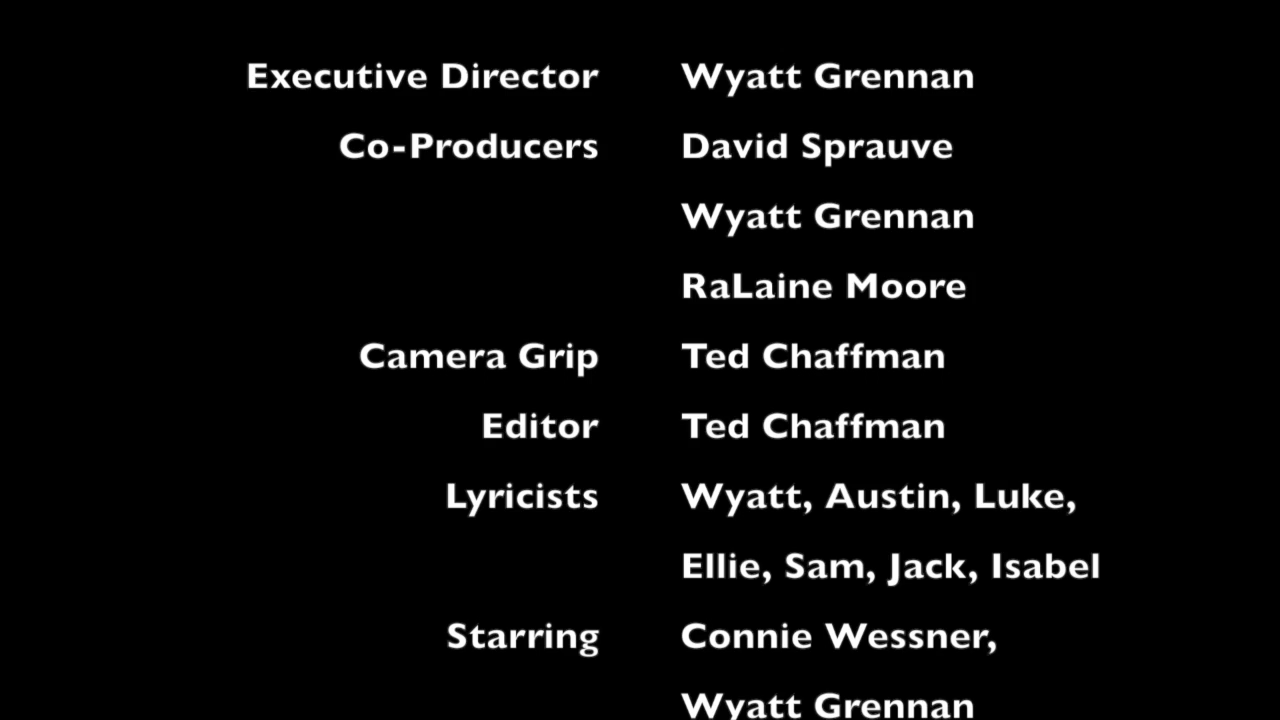 Executive Director Wyatt Grennan
Co-Producers David Sprauve
Wyatt Grennan
RaLaine Moore
Camera Grip Ted Chaffman
Editor Ted Chaffman
Lyricists Wyatt, Austin, Luke,
Ellie, Sam, Jack, Isabel
Starring Connie Wessner,
Wyatt Grennan